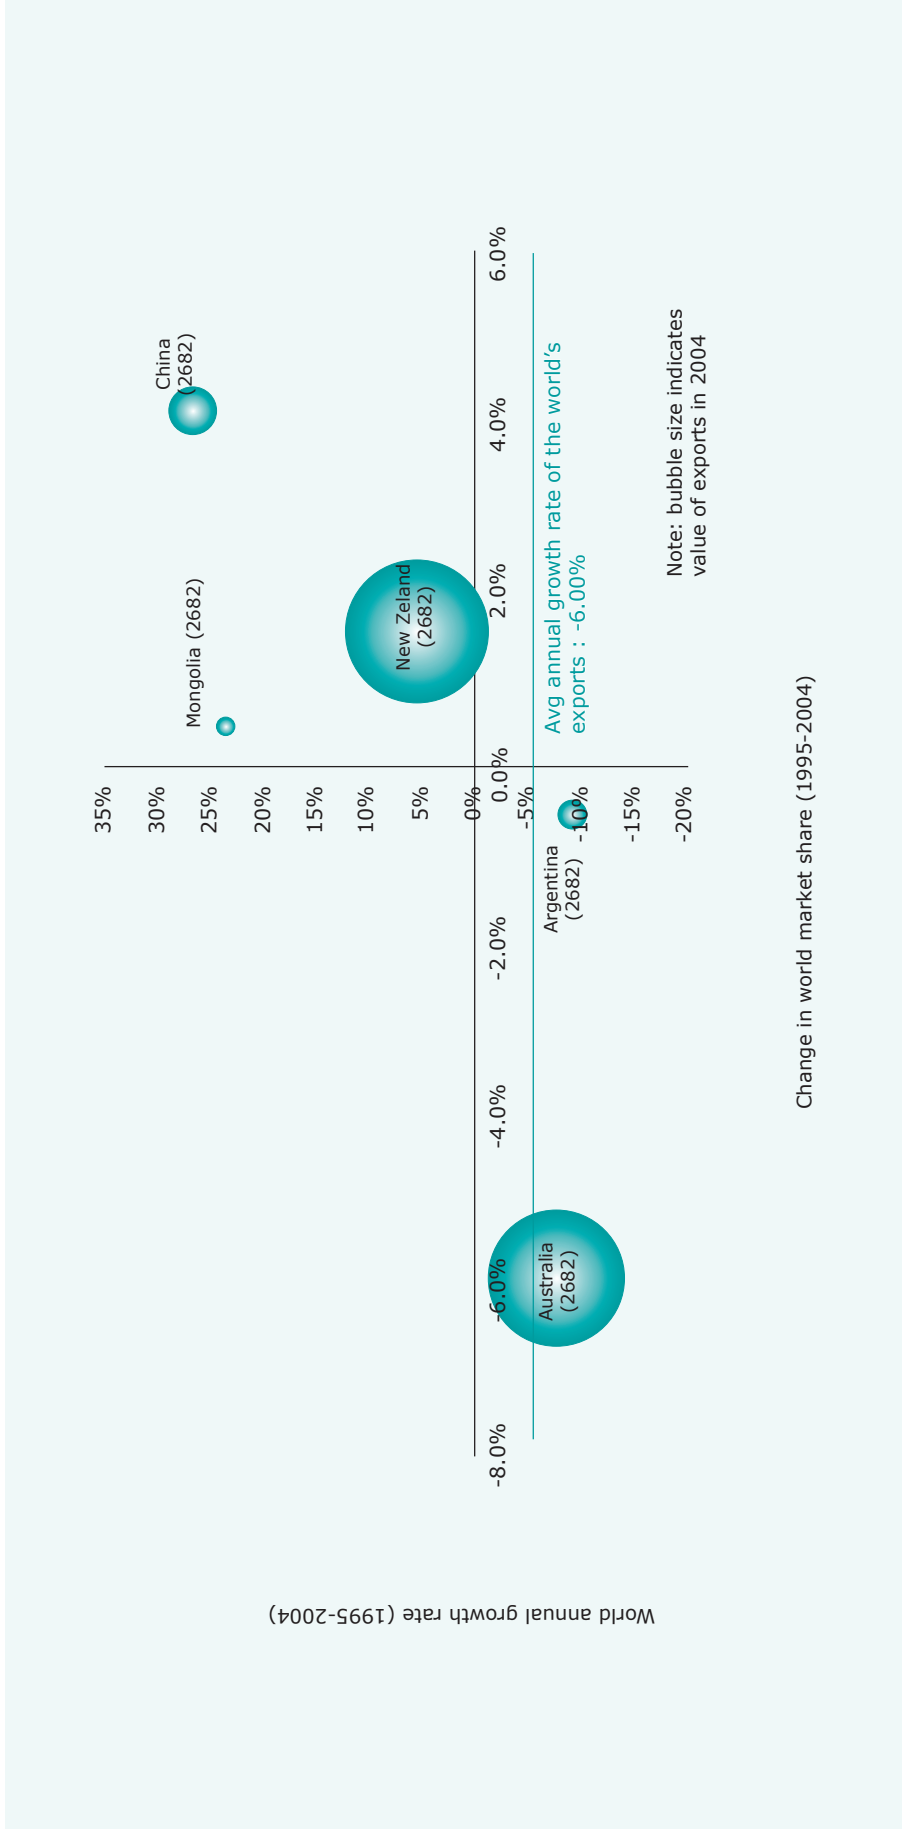 World annual growth rate (1995-2004)
35%
30%
25%
20%
15%
10%
5%
0%
-5%
-10%
-15%
-20%
-8.0%
-6.0%
-4.0%
-2.0%
0.0%
2.0%
4.0%
6.0%
China
(2682)
Mongolia (2682)
New Zeland
(2682)
Argentina
(2682)
Australia
(2682)
Avg annual growth rate of the world’s
exports : -6.00%
Note: bubble size indicates
value of exports in 2004
Change in world market share (1995-2004)